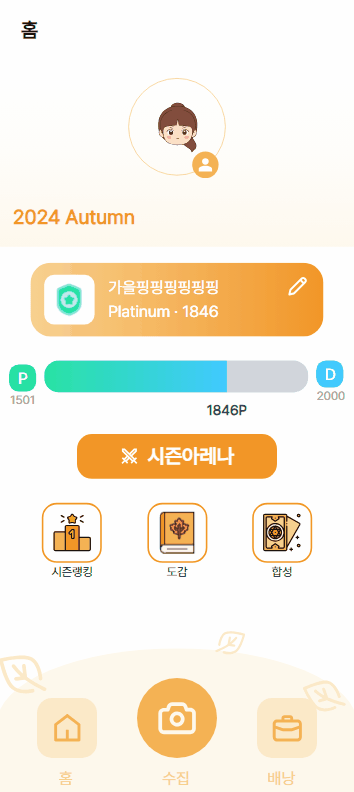 홈
2024 Autumn
가을핑핑핑핑핑핑
Platinum · 1846
P
D
1501
2000
1846P
시즌아레나
1
시즌랭킹
도감
합성
홈
수집
배낭